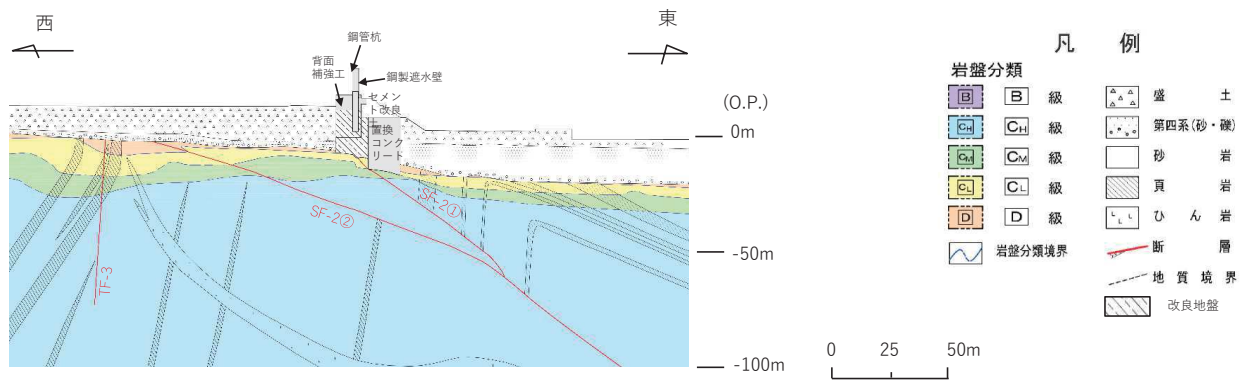 西
東
鋼管杭
背面
補強工
鋼製遮水壁
セメン
ト改良
土
置換
コンク
リート
SF-2①
SF-2②
TF-3
(O.P.)
0m
-50m
-100m
0 25 50m
凡 例
岩盤分類
B B 級
CH CH 級
CM CM 級
CL CL 級
D D 級
岩盤分類境界
盛 土
第四系(砂・礫)
砂 岩
頁 岩
ひ ん 岩
断 層
地 質 境 界
改良地盤